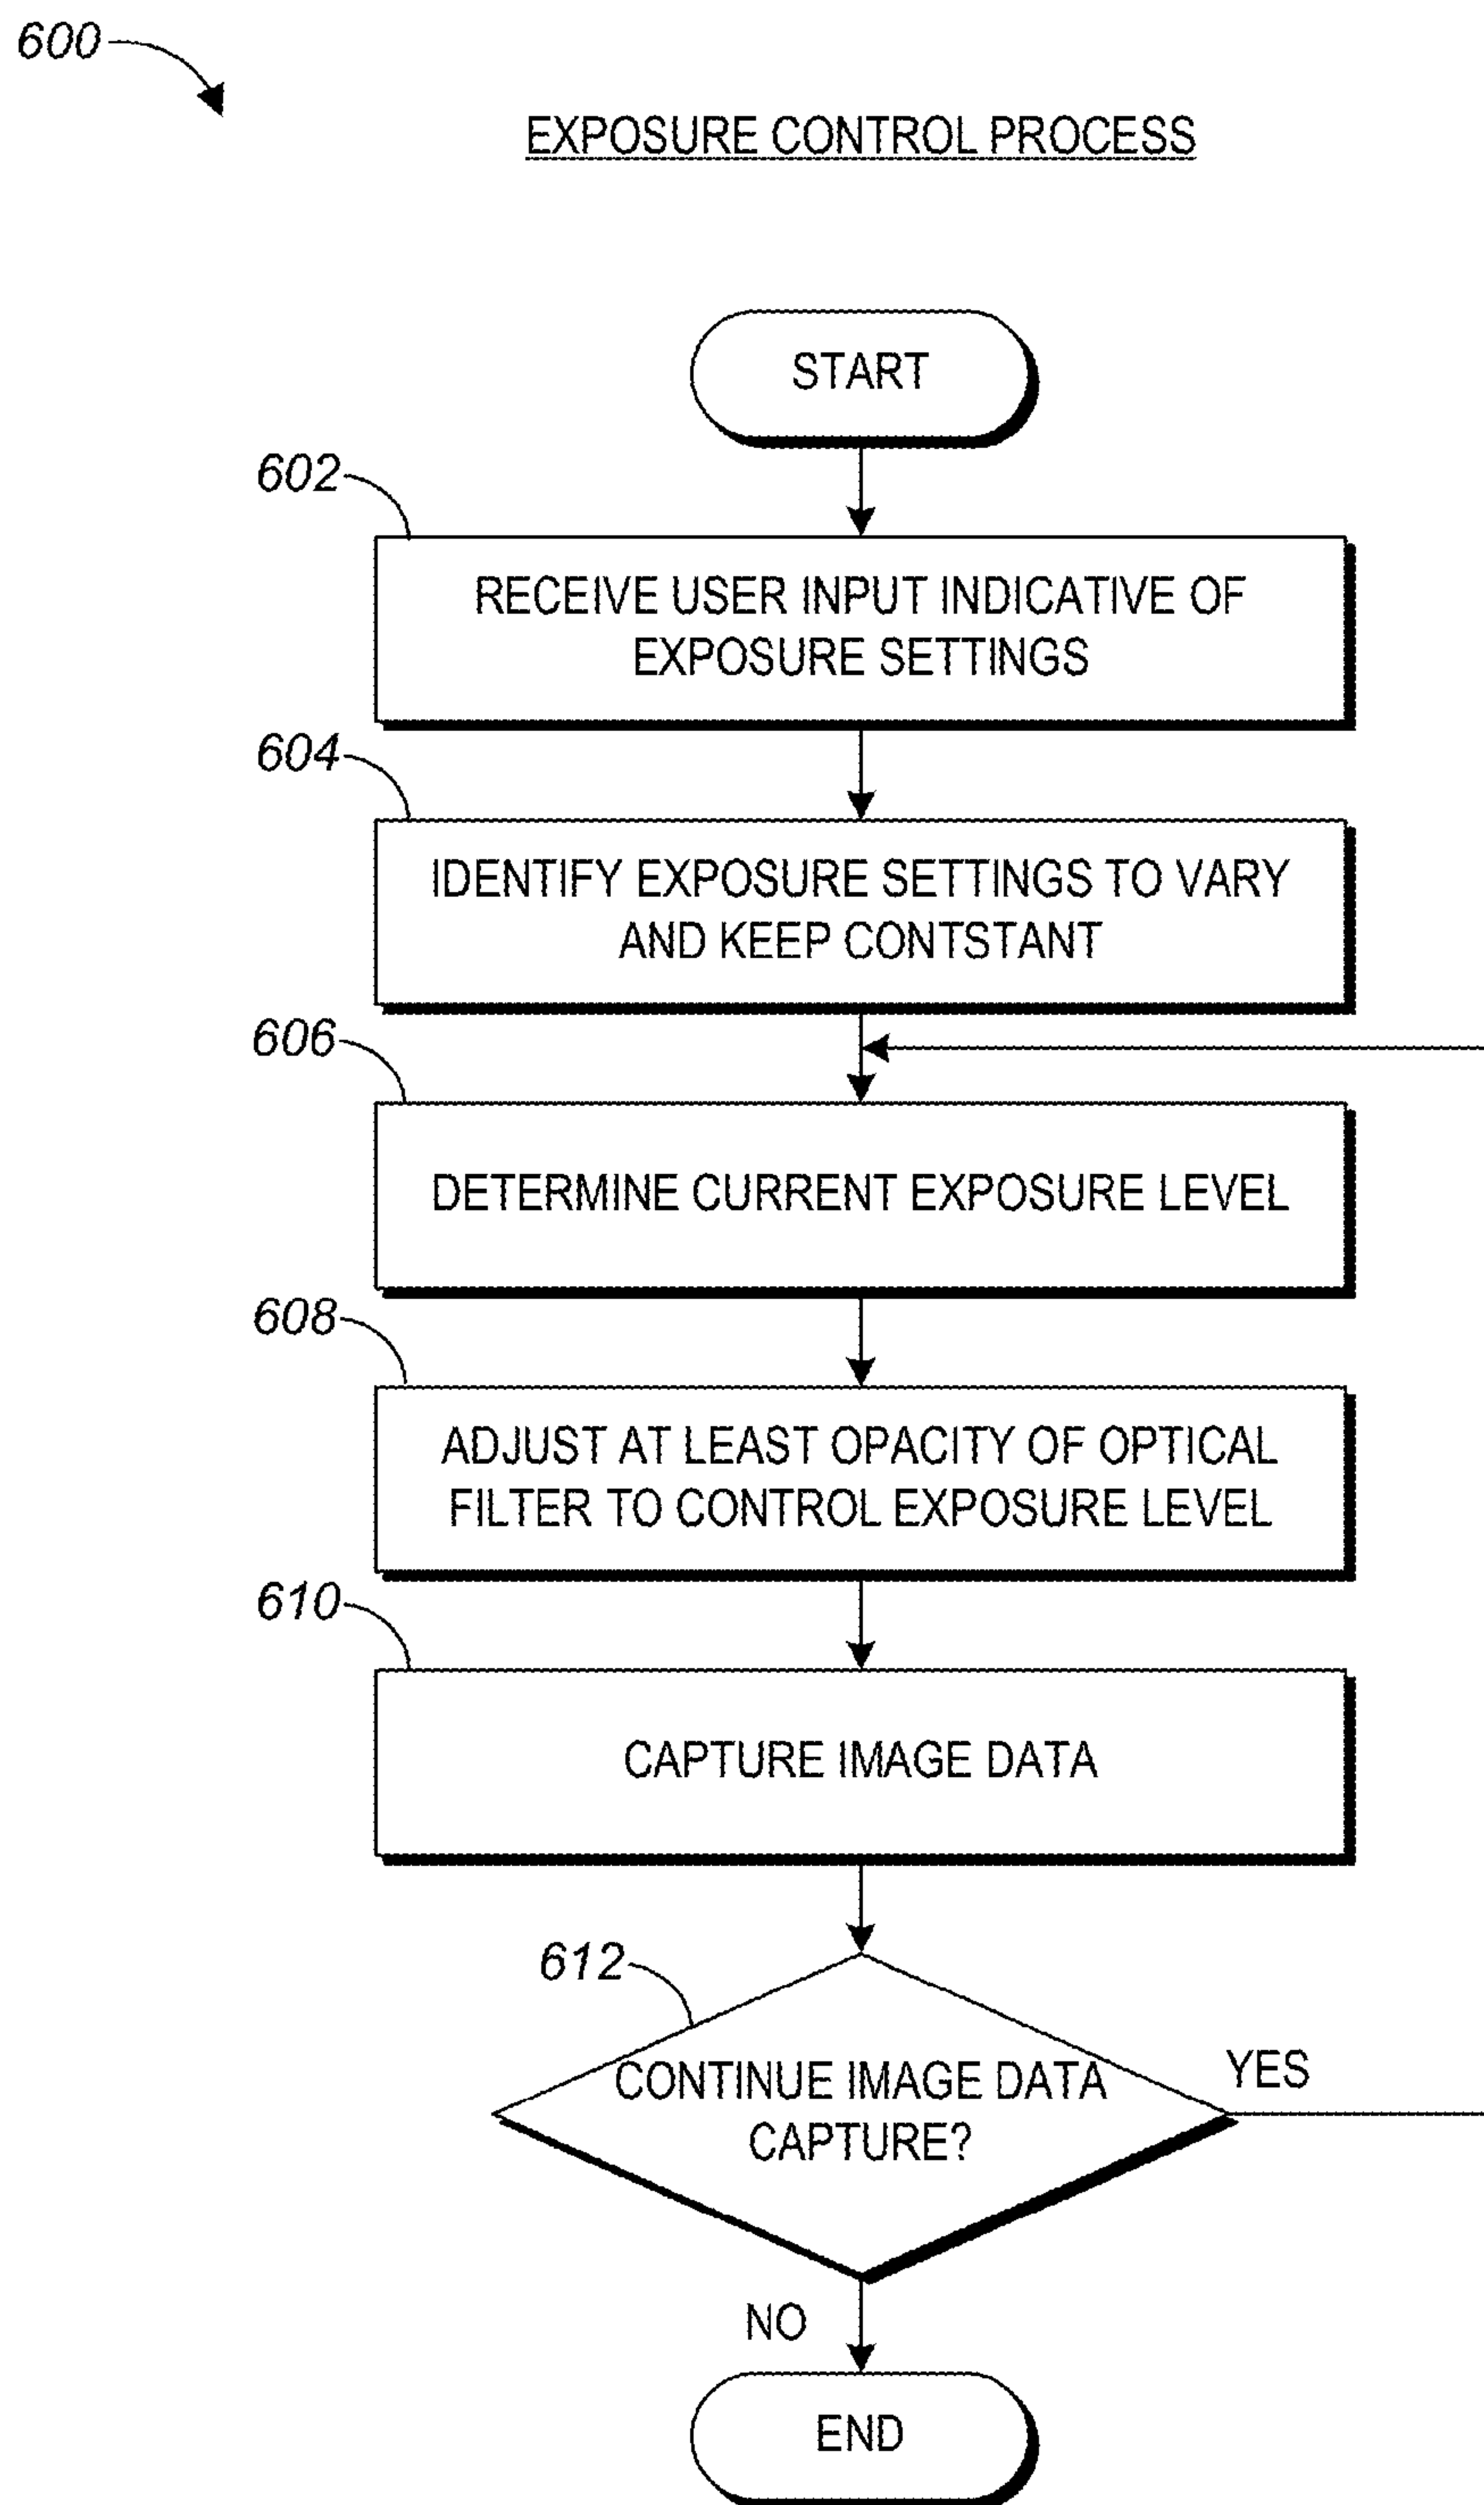 600
EXPOSURE CONTROL PROCESS
START
602
RECEIVE USER INPUT INDICATIVE OF
EXPOSURE SETTINGS
604
IDENTIFY EXPOSURE SETTINGS TO VARY
AND KEEP CONTSTANT
606
DETERMINE CURRENT EXPOSURE LEVEL
608
ADJUST AT LEAST OPACITY OF OPTICAL
FILTER TO CONTROL EXPOSURE LEVEL
610
CAPTURE IMAGE DATA
612
CONTINUE IMAGE DATA
CAPTURE?
YES
NO
END